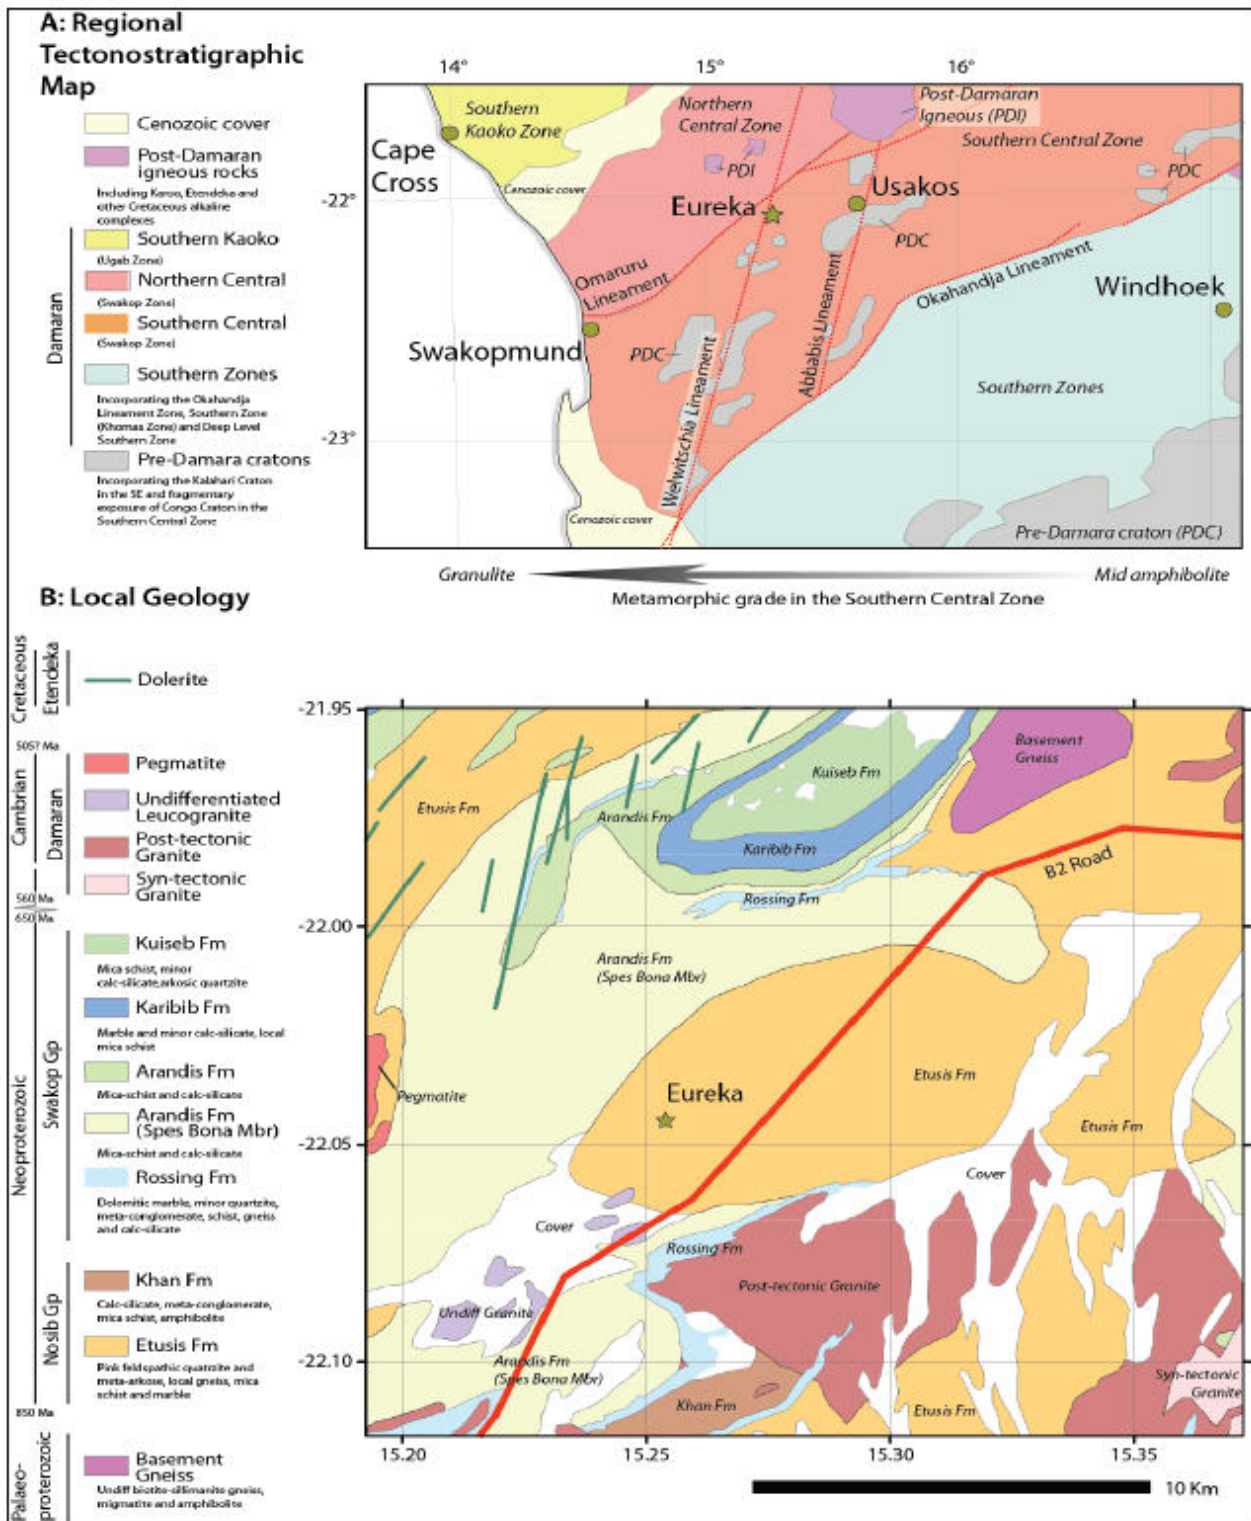 A: Regional
Tectonostratigraphic
Map
Cenozoic cover
Post-Damaran
igneous rocks
Including Karoo, Etendeka and
other Cretaceous alkaline
complexes
Damaran
Southern Kaoko
(Ugab Zone)
Northern Central
(Swakop Zone)
Southern Central
(Swakop Zone)
Southern Zones
Incorporating the Okahandja
Lineament Zone, Southern Zone
(Khomas Zone) and Deep Level
Southern Zone
Pre-Damara cratons
Incorporating the Kalahari Craton
in the SE and fragmentary
exposure of Congo Craton in the
Southern Central Zone
14°
15°
16°
-22°
-23°
Southern
Kaoko Zone
Northern
Central Zone
Post-Damaran
Igneous (PDI)
Southern Central Zone
Cape
Cross
Cenozoic cover
PDI
PDC
Eureka
Usakos
PDC
Omaruru
Lineament
Okahandja Lineament
Windhoek
Swakopmund
PDC
Welwitschia Lineament
Abbabis Lineament
Southern Zones
Cenozoic cover
Pre-Damara craton (PDC)
Granulite
Mid amphibolite
Metamorphic grade in the Southern Central Zone
B: Local Geology
Cretaceous
Etendeka
Dolerite
505? Ma
Cambrian
Damaran
Pegmatite
Undifferentiated
Leucogranite
Post-tectonic
Granite
Syn-tectonic
Granite
560 Ma
650 Ma
Neoproterozoic
Swakop Gp
Kuiseb Fm
Mica schist, minor
calc-silicate, arkosic quartzite
Karibib Fm
Marble and minor calc-silicate, local
mica schist
Arandis Fm
Mica-schist and calc-silicate
Arandis Fm
(Spes Bona Mbr)
Mica-schist and calc-silicate
Rossing Fm
Dolomitic marble, minor quartzite,
meta-conglomerate, schist, gneiss
and calc-silicate
Nosib Gp
Khan Fm
Calc-silicate, meta-conglomerate,
mica schist, amphibolite
Etusis Fm
Pink feldspathic quatrzite and
meta-arkose, local gneiss, mica
schist and marble
850 Ma
Palaeo-
proterozoic
Basement
Gneiss
Undiff biotite-sillimanite gneiss,
migmatite and amphibolite
-21.95
-22.00
-22.05
-22.10
15.20
15.25
15.30
15.35
Basement
Gneiss
Kuiseb Fm
Etusis Fm
Arandis Fm
Karibib Fm
B2 Road
Rossing Fm
Arandis Fm
(Spes Bona Mbr)
Etusis Fm
Eureka
Pegmatite
Etusis Fm
Cover
Cover
Rossing Fm
Post-tectonic Granite
Undiff Granite
Arandis Fm
(Spes Bona Mbr)
Syn-tectonic
Granite
Khan Fm
Etusis Fm
10 Km